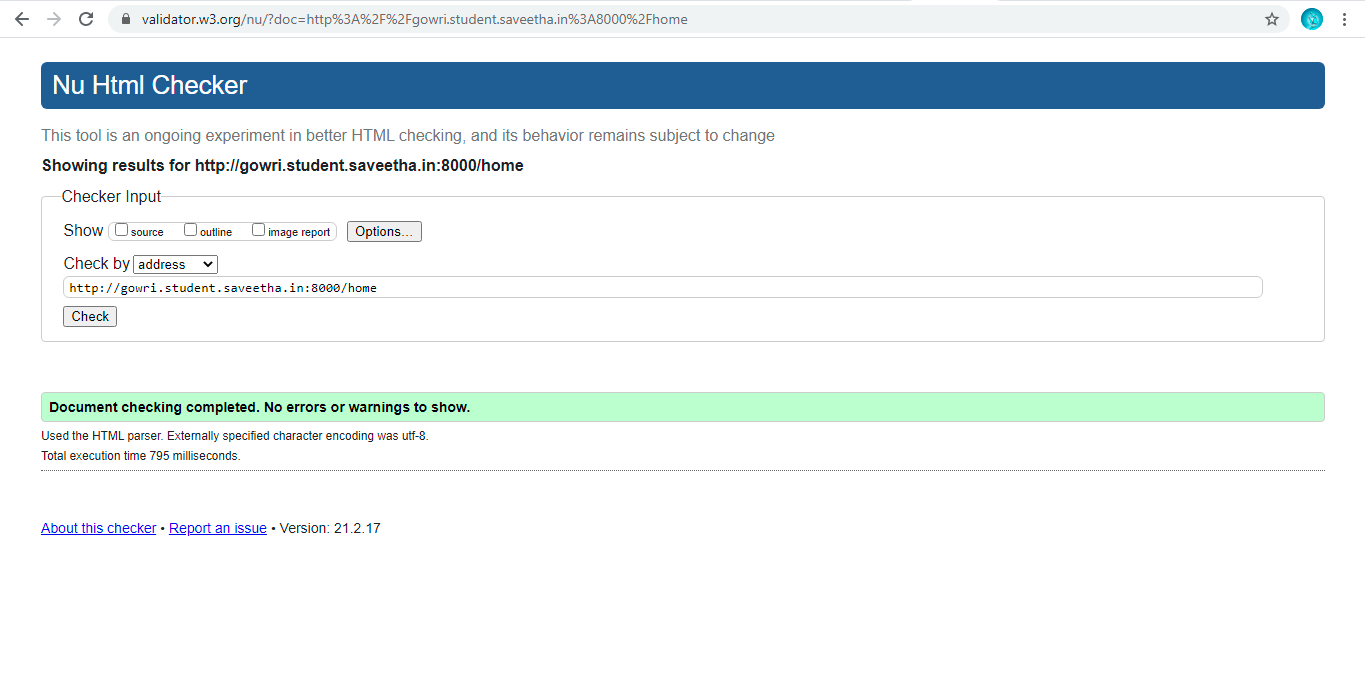 validator.w3.org/nu/?doc=http%3A%2F%2Fgowri.student.saveetha.in%3A8000%2Fhome
Nu Html Checker
This tool is an ongoing experiment in better HTML checking, and its behavior remains subject to change
Showing results for http://gowri.student.saveetha.in:8000/home
Checker Input
Show source outline image report Options...
Check by address
http://gowri.student.saveetha.in:8000/home
Check
Document checking completed. No errors or warnings to show.
Used the HTML parser. Externally specified character encoding was utf-8.
Total execution time 795 milliseconds.
About this checker • Report an issue • Version: 21.2.17